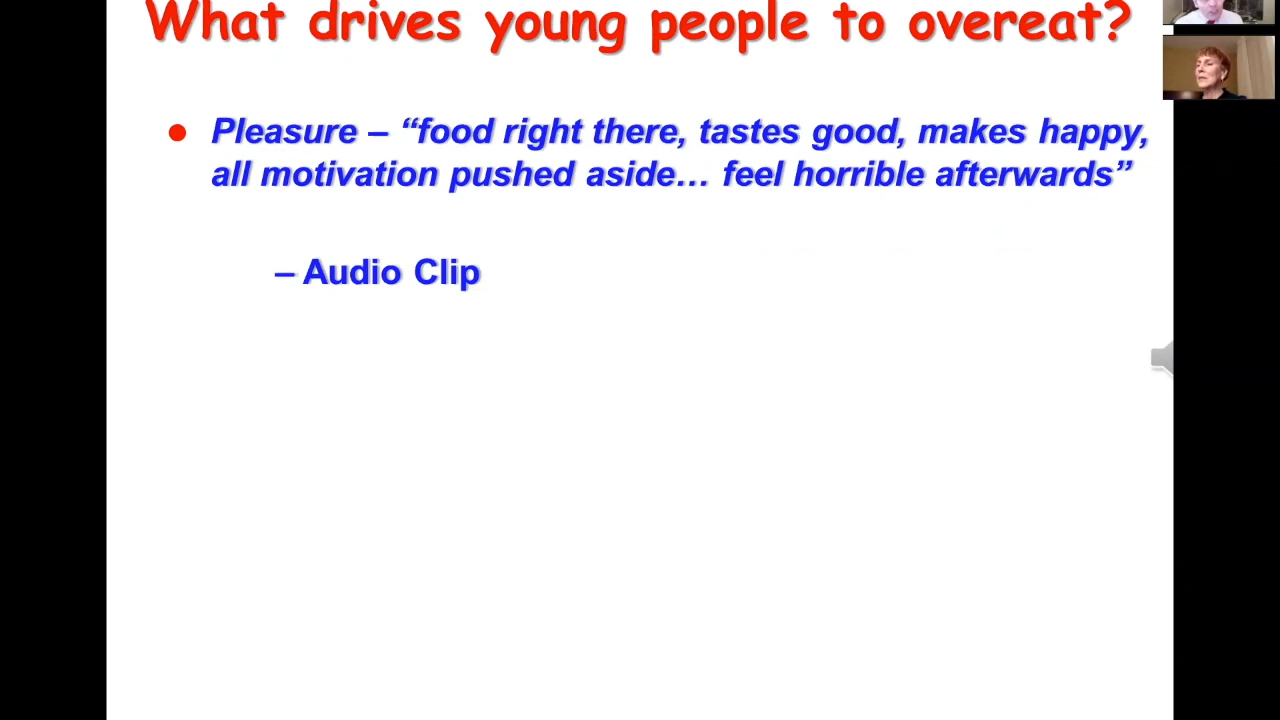 What drives young people to overeat?
● Pleasure – “food right there, tastes good, makes happy,
all motivation pushed aside… feel horrible afterwards”
– Audio Clip